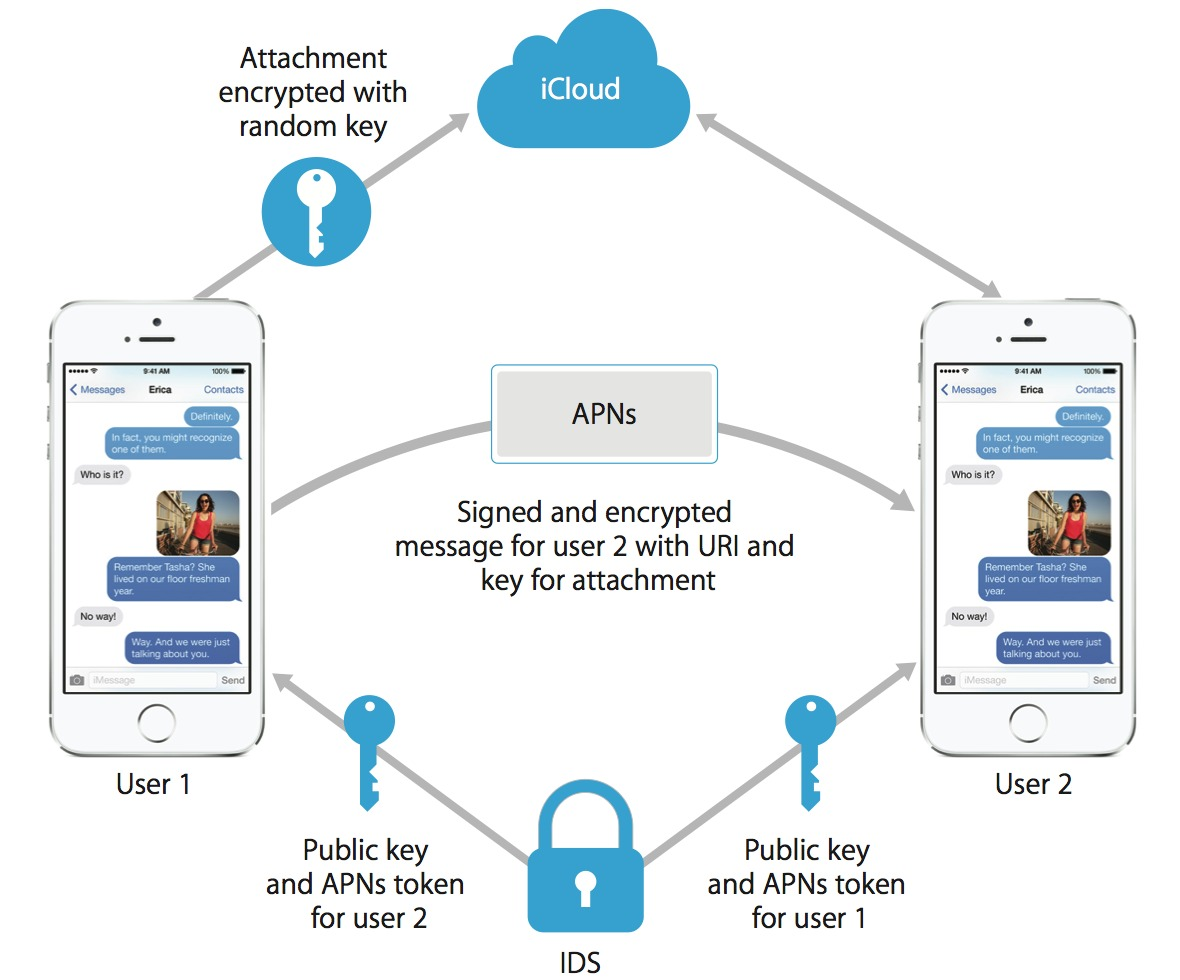 Attachment
encrypted with
random key
iCloud
9:41 AM
100%
Messages
Erica
Contacts
Definitely.
In fact, you might recognize
one of them.
Who is it?
Remember Tasha? She
lived on our floor freshman
year.
No way!
Way. And we were just
talking about you.
iMessage
Send
User 1
APNs
Signed and encrypted
message for user 2 with URI and
key for attachment
9:41 AM
100%
Messages
Erica
Contacts
Definitely.
In fact, you might recognize
one of them.
Who is it?
Remember Tasha? She
lived on our floor freshman
year.
No way!
Way. And we were just
talking about you.
iMessage
Send
User 2
Public key
and APNs token
for user 2
Public key
and APNs token
for user 1
IDS